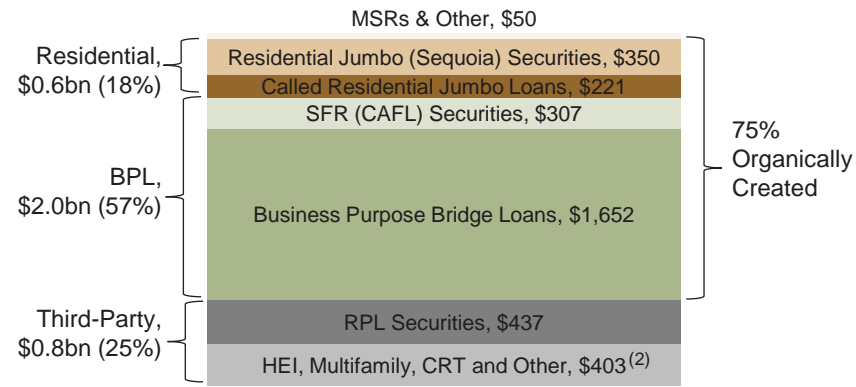 MSRs & Other, $50
Residential,
$0.6bn (18%)
Residential Jumbo (Sequoia) Securities, $350
Called Residential Jumbo Loans, $221
SFR (CAFL) Securities, $307
BPL,
$2.0bn (57%)
Business Purpose Bridge Loans, $1,652
75%
Organically
Created
Third-Party,
$0.8bn (25%)
RPL Securities, $437
HEI, Multifamily, CRT and Other, $403(2)